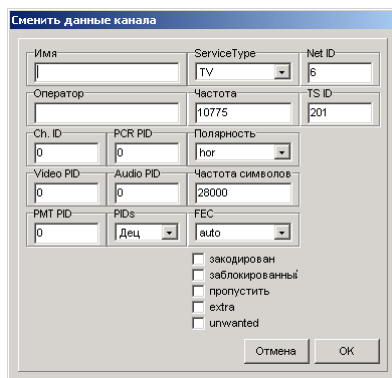 Сменить данные канала
Имя
ServiceType
TV
Net ID
6
Оператор
Частота
10775
TS ID
201
Ch. ID
0
PCR PID
0
Полярность
hor
Video PID
0
Audio PID
0
Частота символов
28000
PMT PID
0
PIDs
Дец
FEC
auto
закодирован
заблокированный
пропустить
extra
unwanted
Отмена
OK